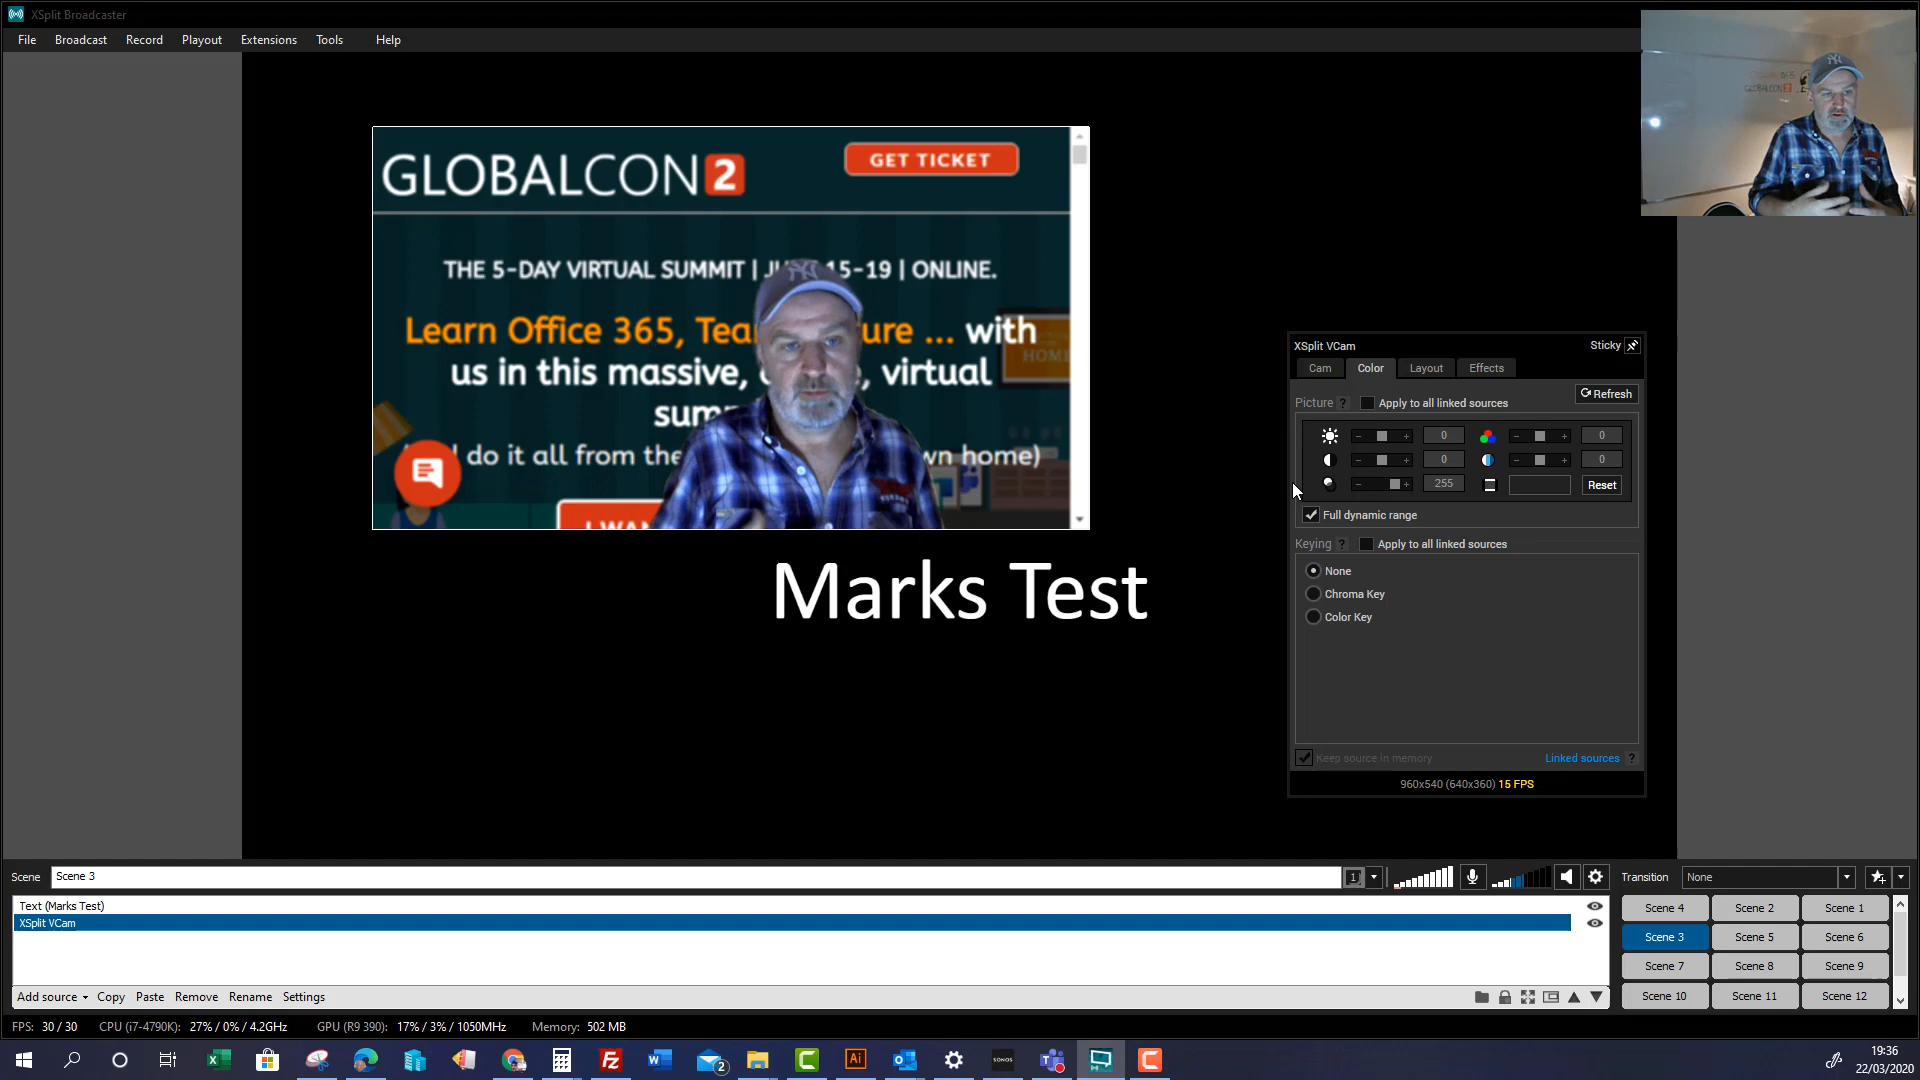 XSplit Broadcaster
File Broadcast Record Playout Extensions Tools Help
GLOBALCON2
GLOBALCON 2
GET TICKET
THE 5-DAY VIRTUAL SUMMIT | 15-19 | ONLINE.
Learn Office 365, ... with
us in this massive, virtual
do it all from the home)
Marks Test
XSplit VCam Sticky
Cam Color Layout Effects
Refresh
Picture ? Apply to all linked sources
0 0
0 0
255 Reset
Full dynamic range
Keying ? Apply to all linked sources
None
Chroma Key
Color Key
Keep source in memory Linked sources ?
960x540 (640x360) 15 FPS
Scene Scene 3 1 Transition None
Text (Marks Test)
XSplit VCam
Scene 4 Scene 2 Scene 1
Scene 3 Scene 5 Scene 6
Scene 7 Scene 8 Scene 9
Scene 10 Scene 11 Scene 12
Add source Copy Paste Remove Rename Settings
FPS: 30 / 30 CPU (i7-4790K): 27% / 0% / 4.2GHz GPU (R9 390): 17% / 3% / 1050MHz Memory: 502 MB
2 SONOS
19:36
22/03/2020